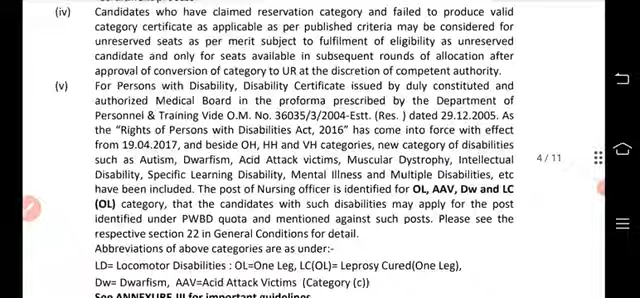 (iv) Candidates who have claimed reservation category and failed to produce valid
category certificate as applicable as per published criteria may be considered for
unreserved seats as per merit subject to fulfilment of eligibility as unreserved
candidate and only for seats available in subsequent rounds of allocation after
approval of conversion of category to UR at the discretion of competent authority.
(v) For Persons with Disability, Disability Certificate issued by duly constituted and
authorized Medical Board in the proforma prescribed by the Department of
Personnel & Training Vide O.M. No. 36035/3/2004-Estt. (Res. ) dated 29.12.2005. As
the "Rights of Persons with Disabilities Act, 2016" has come into force with effect
from 19.04.2017, and beside OH, HH and VH categories, new category of disabilities
such as Autism, Dwarfism, Acid Attack victims, Muscular Dystrophy, Intellectual
Disability, Specific Learning Disability, Mental Illness and Multiple Disabilities, etc
have been included. The post of Nursing officer is identified for OL, AAV, Dw and LC
(OL) category, that the candidates with such disabilities may apply for the post
identified under PWBD quota and mentioned against such posts. Please see the
respective section 22 in General Conditions for detail.
Abbreviations of above categories are as under:-
LD= Locomotor Disabilities : OL=One Leg, LC(OL)= Leprosy Cured(One Leg),
Dw= Dwarfism, AAV=Acid Attack Victims (Category (c))
See ANNEXURE III for important guidelines
4 / 11